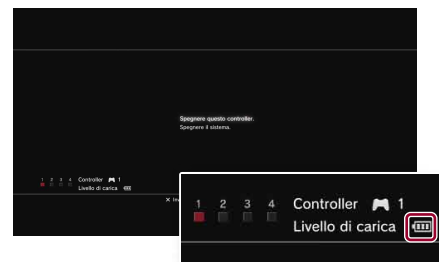 Spegnere questo controller.
Spegnere il sistema.
1 2 3 4 Controller 1
Livello di carica
1 2 3 4 Controller 1
Livello di carica